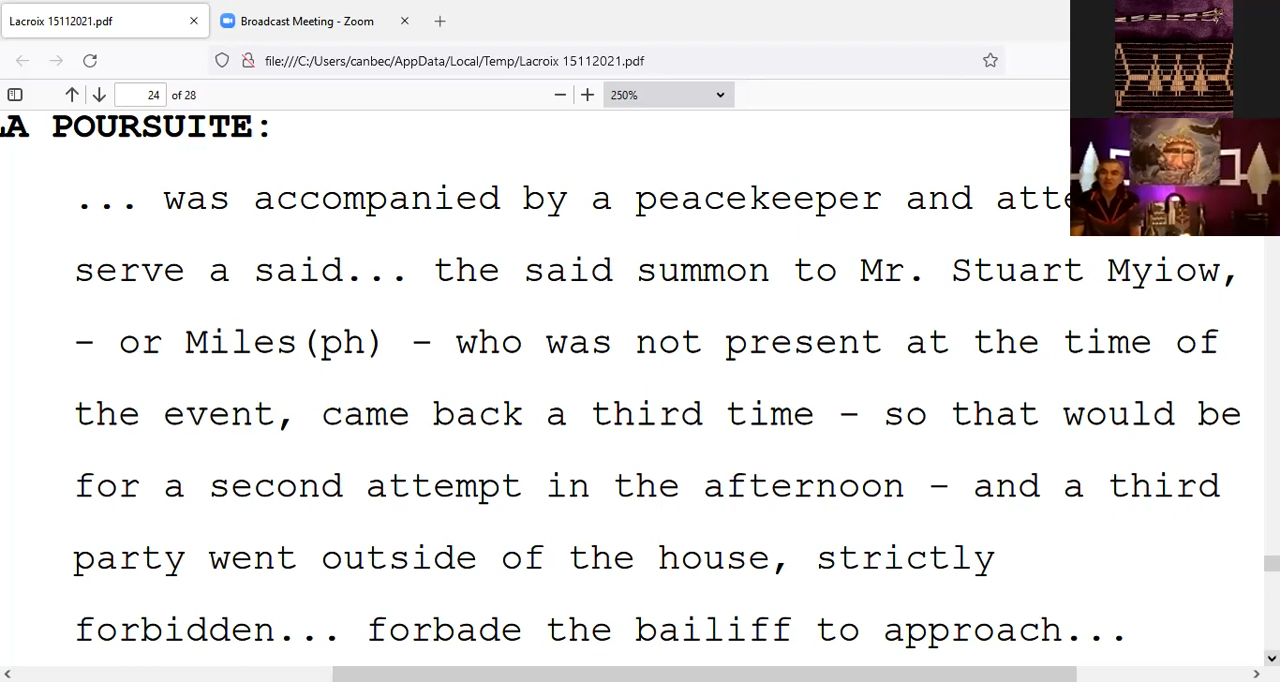 Lacroix 15112021.pdf
Broadcast Meeting - Zoom
file:///C:/Users/canbec/AppData/Local/Temp/Lacroix 15112021.pdf
24 of 28
250%
LA POURSUITE:
... was accompanied by a peacekeeper and
serve a said... the said summon to Mr. Stuart Myiow,
- or Miles(ph) - who was not present at the time of
the event, came back a third time - so that would be
for a second attempt in the afternoon - and a third
party went outside of the house, strictly
forbidden... forbade the bailiff to approach...